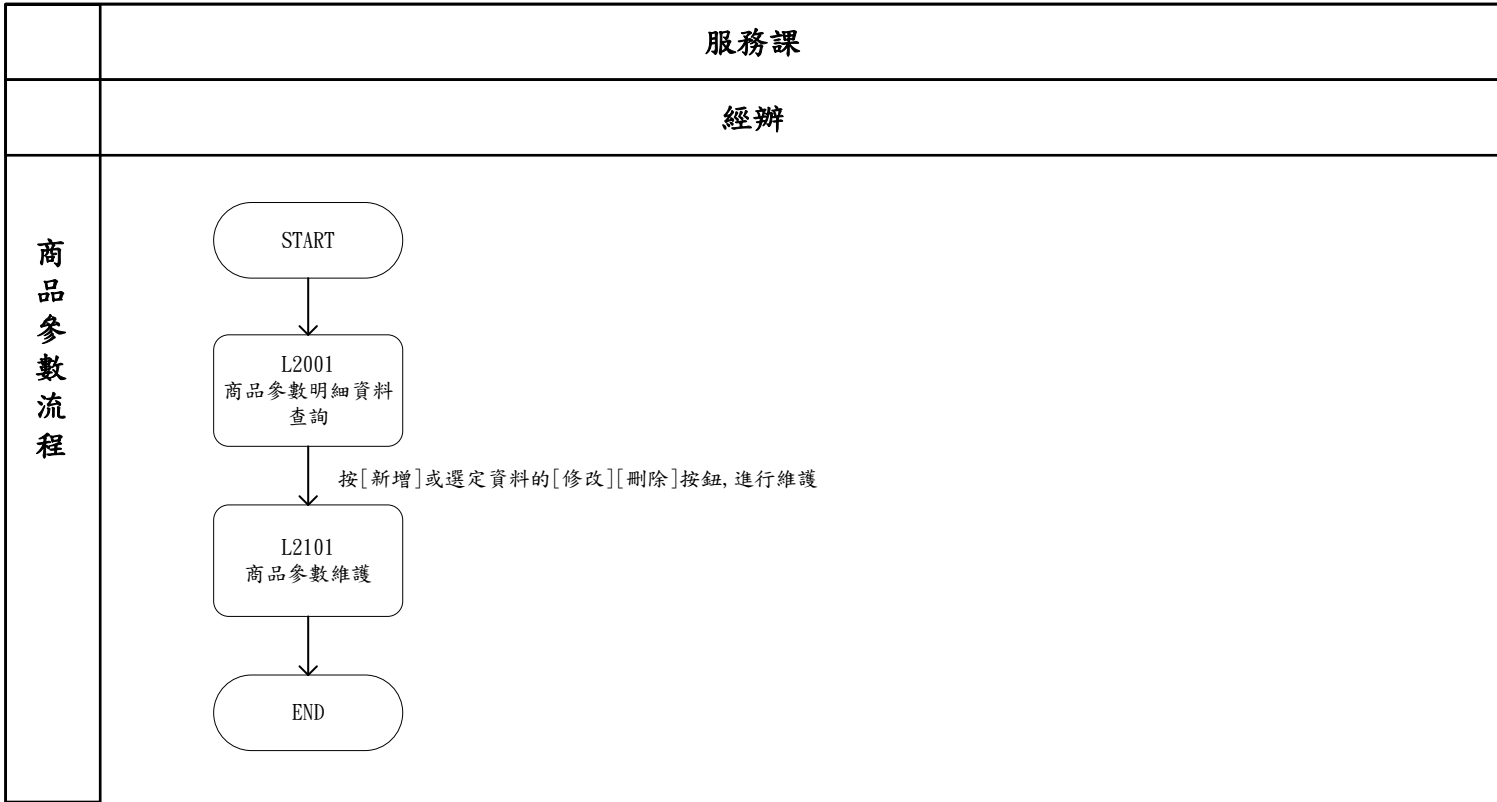 服務課
經辦
商品參數流程
START
L2001
商品參數明細資料
查詢
按[新增]或選定資料的[修改][刪除]按鈕,進行維護
L2101
商品參數維護
END